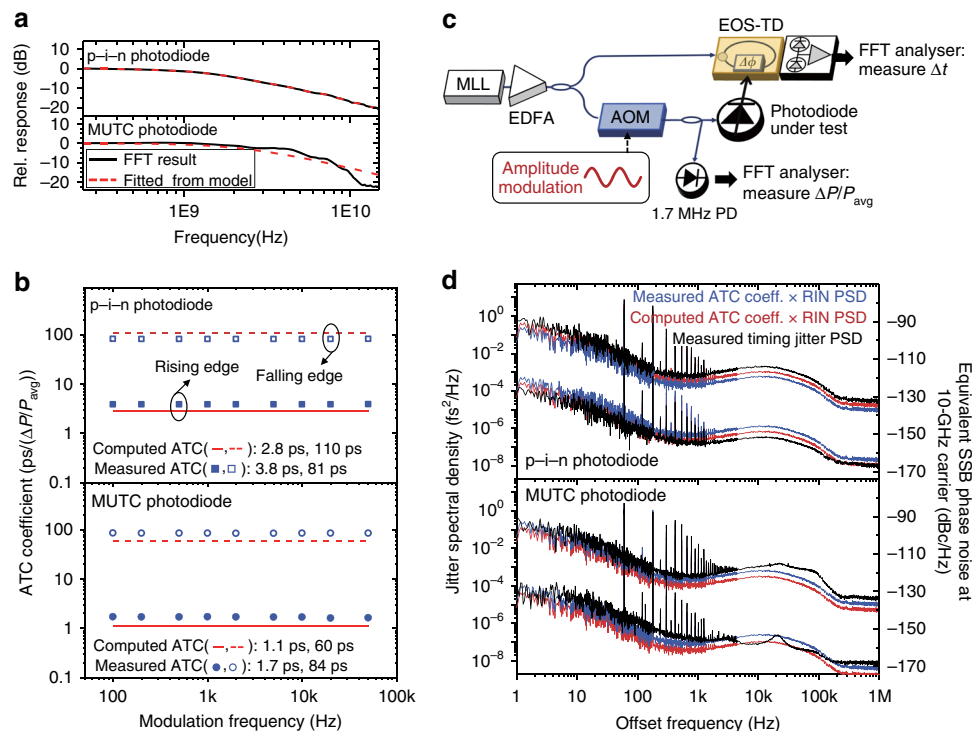 a
p–i–n photodiode
10
0
–10
–20
MUTC photodiode
10
0
–10
–20
FFT result
Fitted from model
Rel. response (dB)
1E9
1E10
Frequency(Hz)
b
p–i–n photodiode
100
10
1
0.1
Rising edge
Falling edge
Computed ATC(—,---): 2.8 ps, 110 ps
Measured ATC(■,□): 3.8 ps, 81 ps
MUTC photodiode
100
10
1
0.1
Computed ATC(—,---): 1.1 ps, 60 ps
Measured ATC(●,○): 1.7 ps, 84 ps
ATC coefficient (ps/(ΔP/Pavg))
100
1k
10k
100k
Modulation frequency (Hz)
c
EOS-TD
Δϕ
FFT analyser:
measure Δt
MLL
EDFA
AOM
Photodiode
under test
Amplitude
modulation
1.7 MHz PD
FFT analyser:
measure ΔP/Pavg
d
Measured ATC coeff. × RIN PSD
Computed ATC coeff. × RIN PSD
Measured timing jitter PSD
10⁰
10⁻²
10⁻⁴
10⁻⁶
10⁻⁸
–90
–110
–130
–150
–170
p–i–n photodiode
MUTC photodiode
10⁰
10⁻²
10⁻⁴
10⁻⁶
10⁻⁸
–90
–110
–130
–150
–170
Jitter spectral density (fs²/Hz)
Equivalent SSB phase noise at
10-GHz carrier (dBc/Hz)
1
10
100
1k
10k
100k
1M
Offset frequency (Hz)